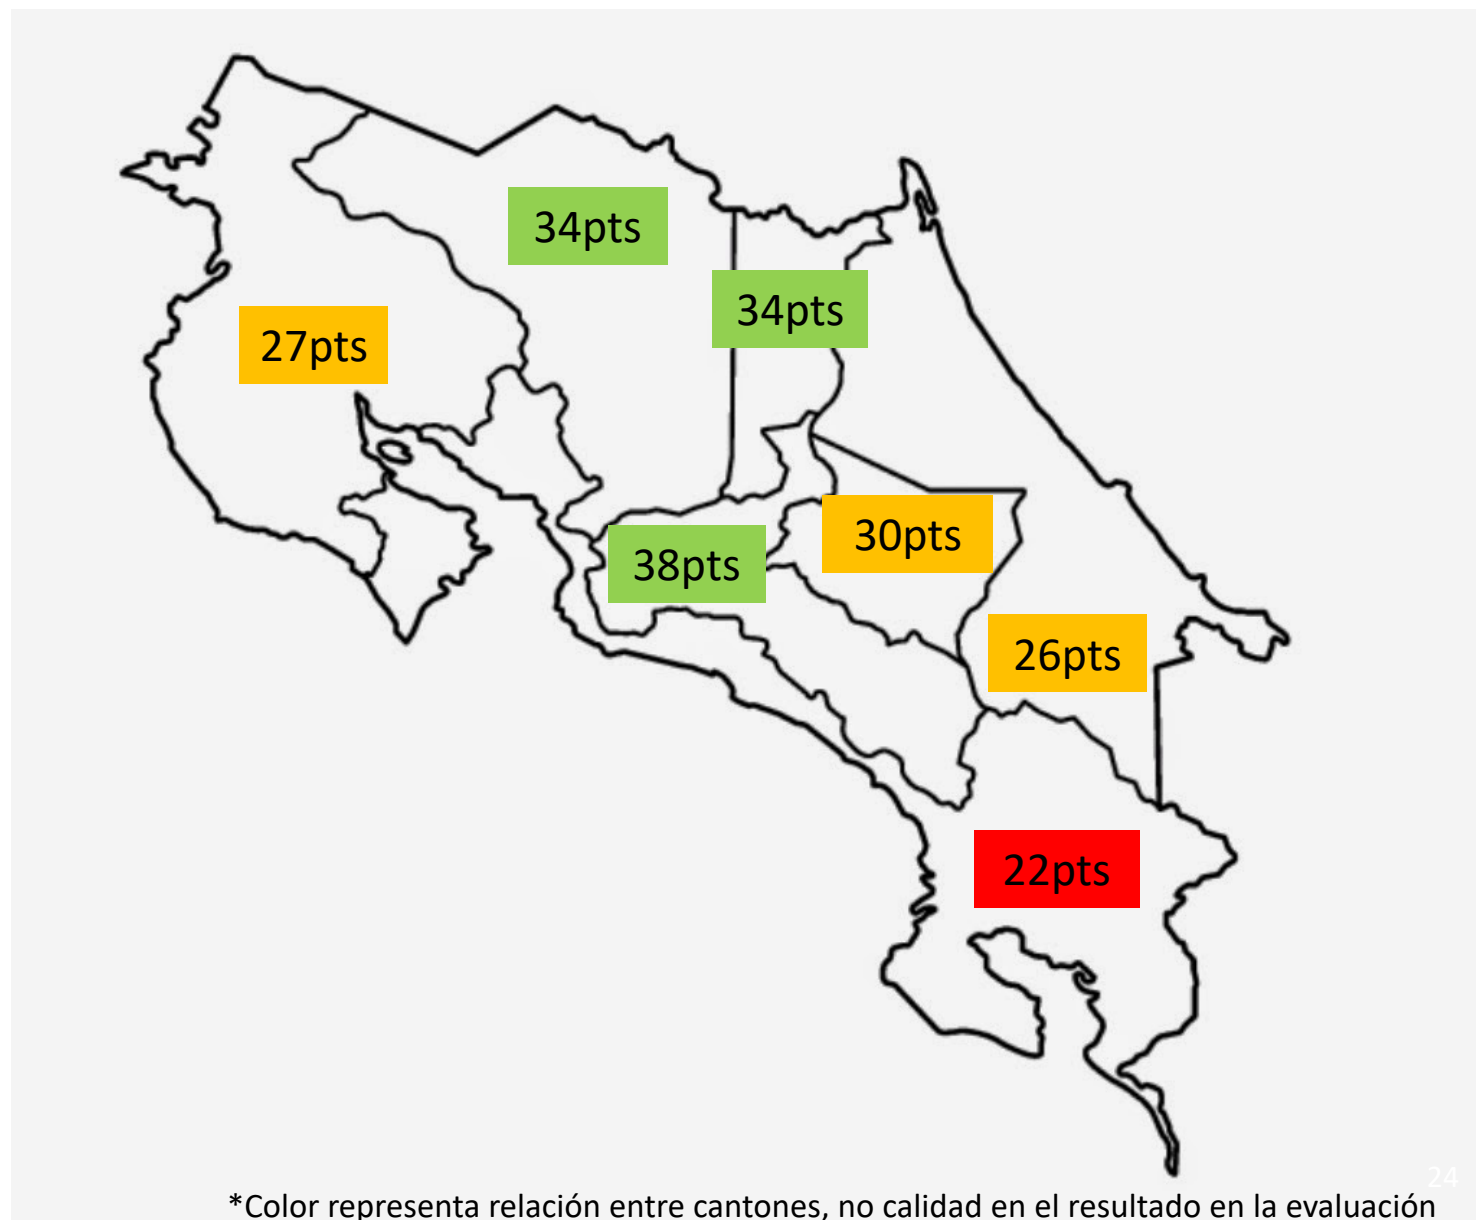 34pts
34pts
27pts
30pts
38pts
26pts
22pts
24
*Color representa relación entre cantones, no calidad en el resultado en la evaluación